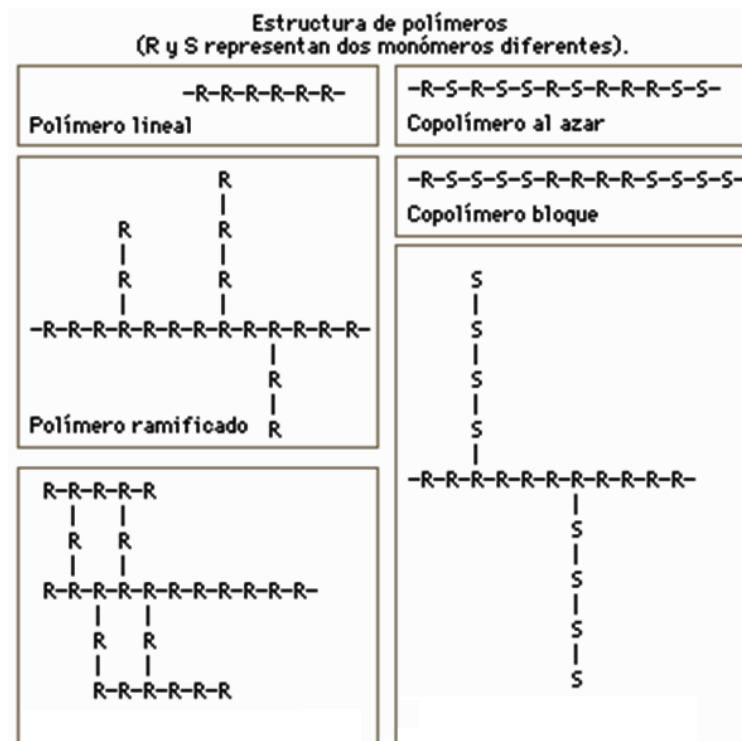 Estructura de polímeros
(R y S representan dos monómeros diferentes).
-R-R-R-R-R-R-
Polímero lineal
-R-S-R-S-S-R-S-R-R-R-S-S-
Copolímero al azar
-R-S-S-S-S-R-R-R-R-S-S-S-S-
Copolímero bloque
R
|
R R
| |
R R
| |
-R-R-R-R-R-R-R-R-R-R-R-R-R-
|
R
|
Polímero ramificado R
R-R-R-R-R
| |
R R
| |
R-R-R-R-R-R-R-R-R-R-R-
| |
R R
| |
R-R-R-R-R-R
S
|
S
|
S
|
S
|
-R-R-R-R-R-R-R-R-R-R-R-
|
S
|
S
|
S
|
S